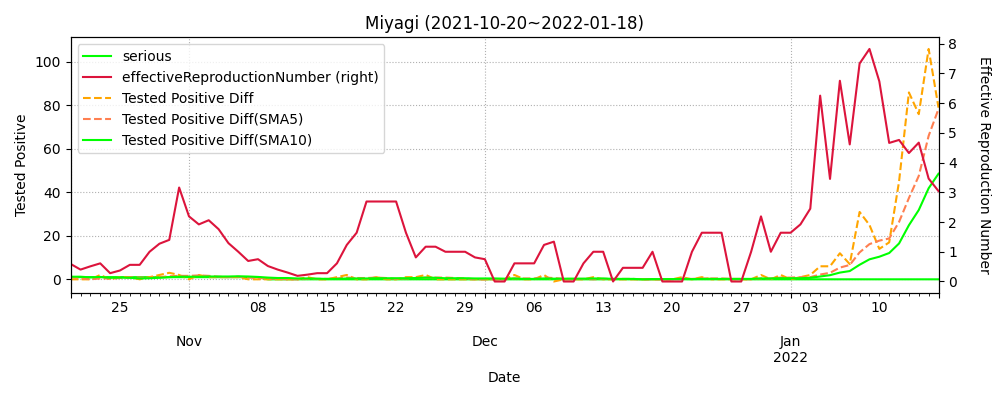 Miyagi (2021-10-20~2022-01-18)
serious
effectiveReproductionNumber (right)
Tested Positive Diff
Tested Positive Diff(SMA5)
Tested Positive Diff(SMA10)
Tested Positive
100
80
60
40
20
0
Effective Reproduction Number
8
7
6
5
4
3
2
1
0
25 08 15 22 29 06 13 20 27 03 10
Nov Dec Jan
2022
Date